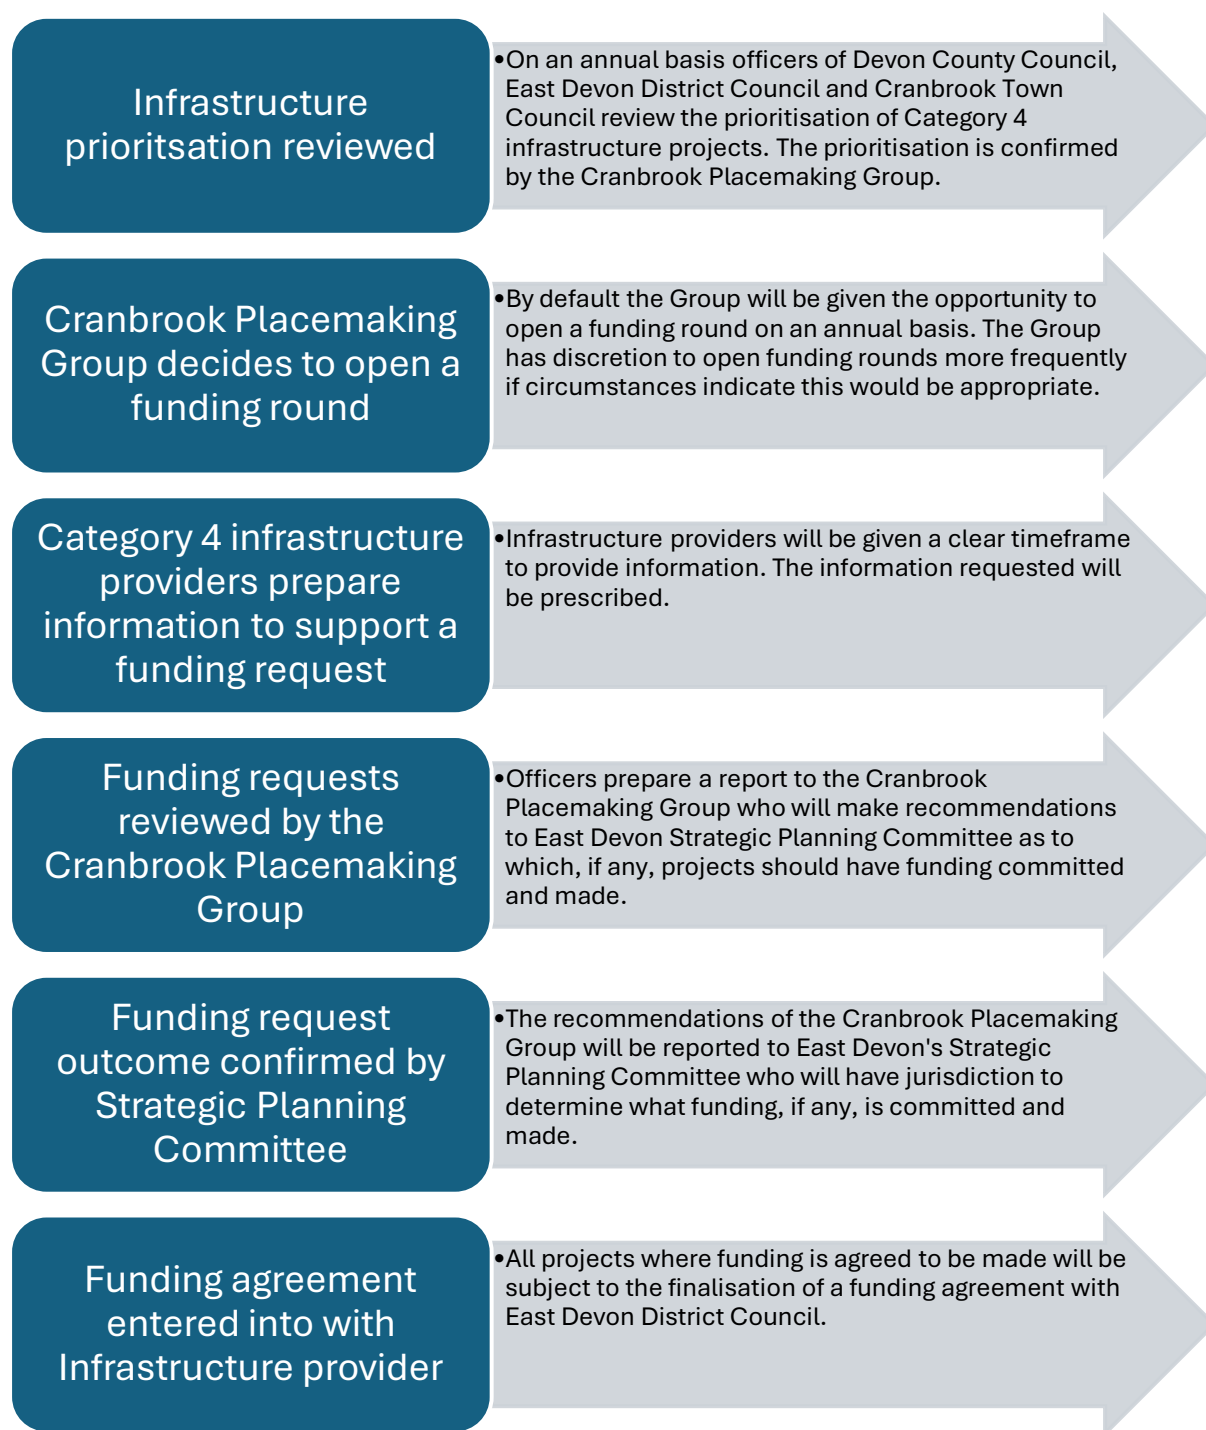 Infrastructure
prioritsation reviewed
•On an annual basis officers of Devon County Council,
East Devon District Council and Cranbrook Town
Council review the prioritisation of Category 4
infrastructure projects. The prioritisation is confirmed
by the Cranbrook Placemaking Group.
Cranbrook Placemaking
Group decides to open a
funding round
•By default the Group will be given the opportunity to
open a funding round on an annual basis. The Group
has discretion to open funding rounds more frequently
if circumstances indicate this would be appropriate.
Category 4 infrastructure
providers prepare
information to support a
funding request
•Infrastructure providers will be given a clear timeframe
to provide information. The information requested will
be prescribed.
Funding requests
reviewed by the
Cranbrook Placemaking
Group
•Officers prepare a report to the Cranbrook
Placemaking Group who will make recommendations
to East Devon Strategic Planning Committee as to
which, if any, projects should have funding committed
and made.
Funding request
outcome confirmed by
Strategic Planning
Committee
•The recommendations of the Cranbrook Placemaking
Group will be reported to East Devon's Strategic
Planning Committee who will have jurisdiction to
determine what funding, if any, is committed and
made.
Funding agreement
entered into with
Infrastructure provider
•All projects where funding is agreed to be made will be
subject to the finalisation of a funding agreement with
East Devon District Council.